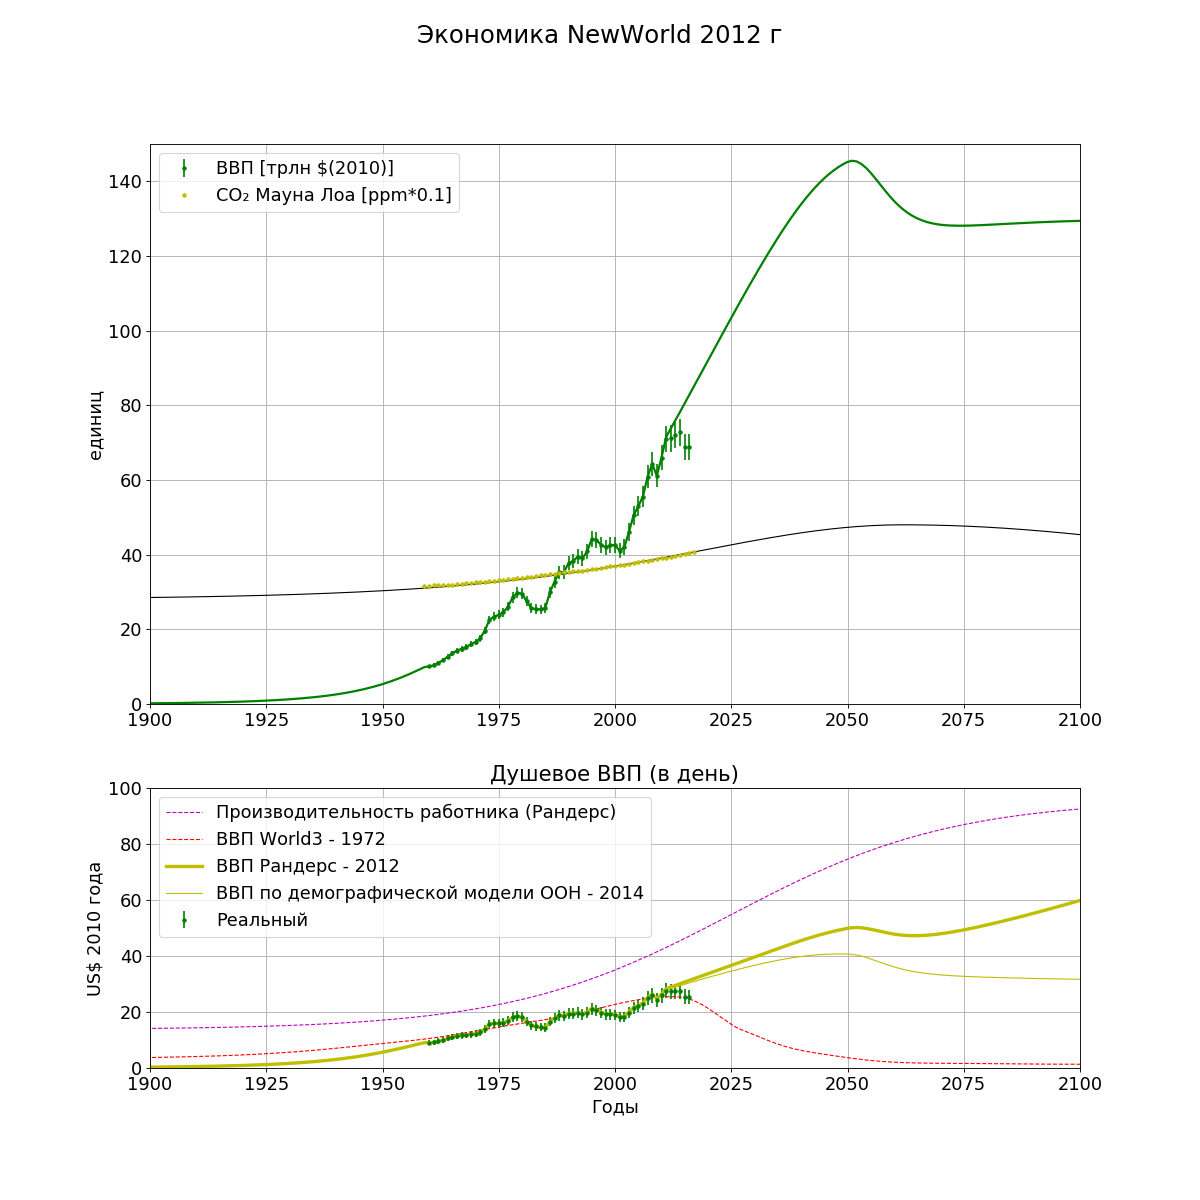 Экономика NewWorld 2012 г
ВВП [трлн $(2010)]
CO₂ Мауна Лоа [ppm*0.1]
единиц
140
120
100
80
60
40
20
0
1900 1925 1950 1975 2000 2025 2050 2075 2100
Душевое ВВП (в день)
Производительность работника (Рандерс)
ВВП World3 - 1972
ВВП Рандерс - 2012
ВВП по демографической модели ООН - 2014
Реальный
US$ 2010 года
100
80
60
40
20
0
1900 1925 1950 1975 2000 2025 2050 2075 2100
Годы